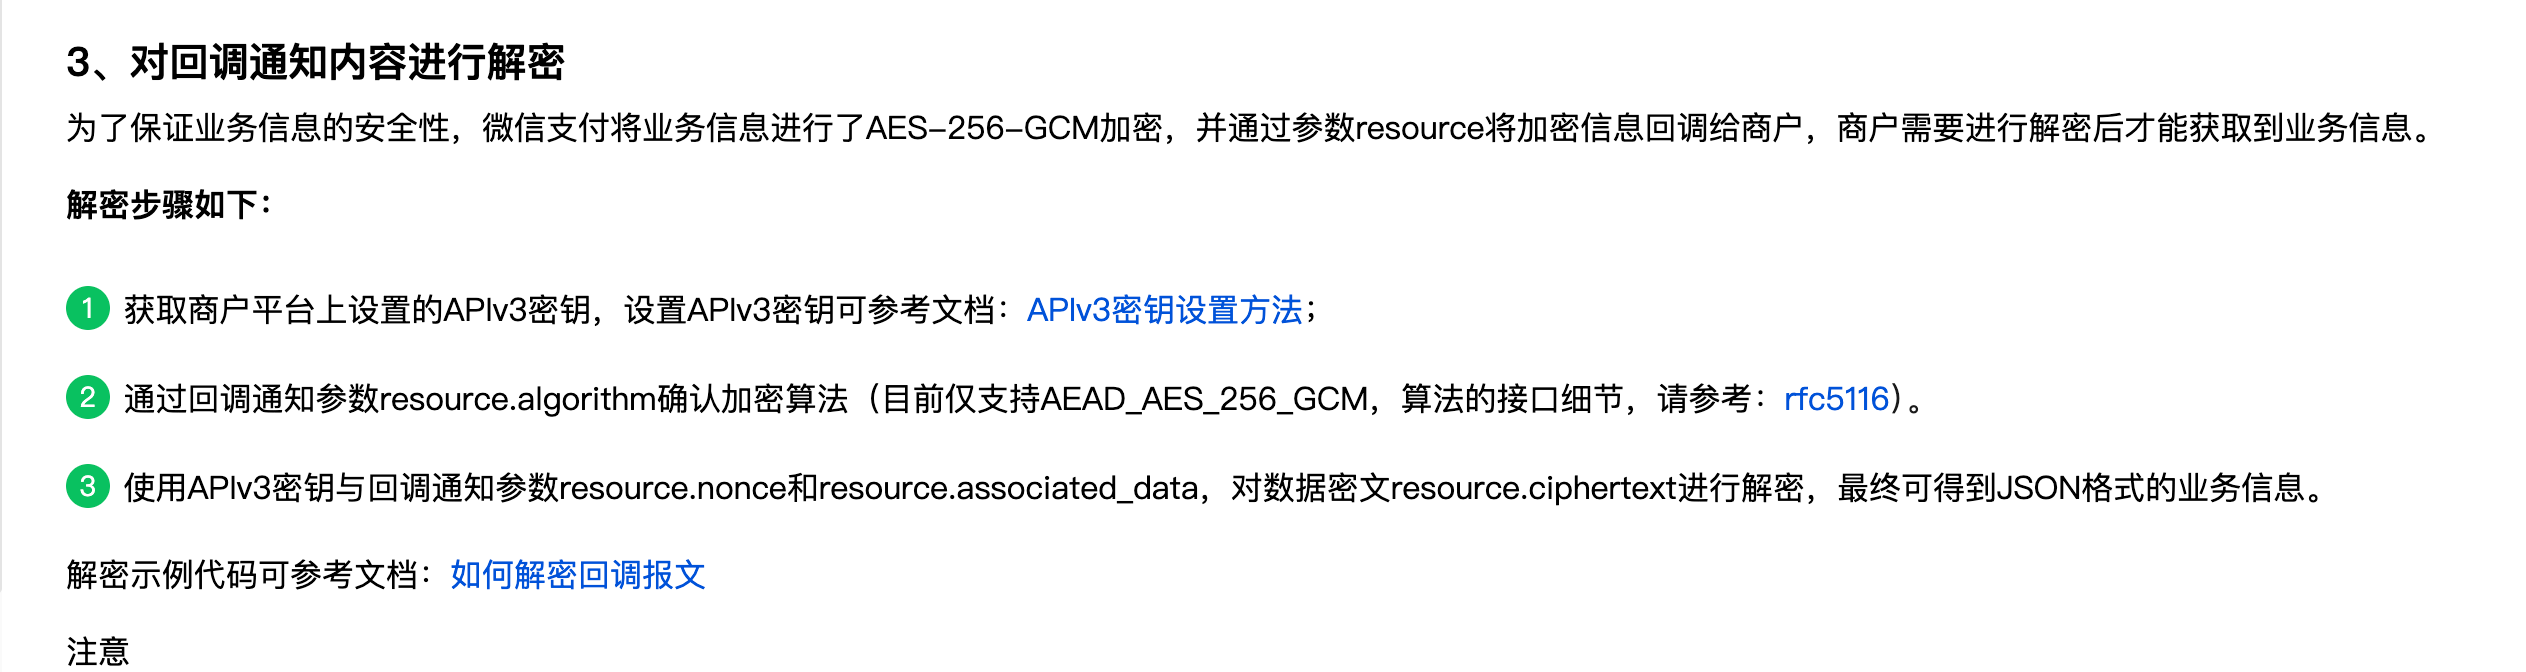 3、对回调通知内容进行解密
为了保证业务信息的安全性，微信支付将业务信息进行了AES-256-GCM加密，并通过参数resource将加密信息回调给商户，商户需要进行解密后才能获取到业务信息。
解密步骤如下：
1 获取商户平台上设置的APIv3密钥，设置APIv3密钥可参考文档：APIv3密钥设置方法；
2 通过回调通知参数resource.algorithm确认加密算法（目前仅支持AEAD_AES_256_GCM，算法的接口细节，请参考：rfc5116）。
3 使用APIv3密钥与回调通知参数resource.nonce和resource.associated_data，对数据密文resource.ciphertext进行解密，最终可得到JSON格式的业务信息。
解密示例代码可参考文档：如何解密回调报文
注意